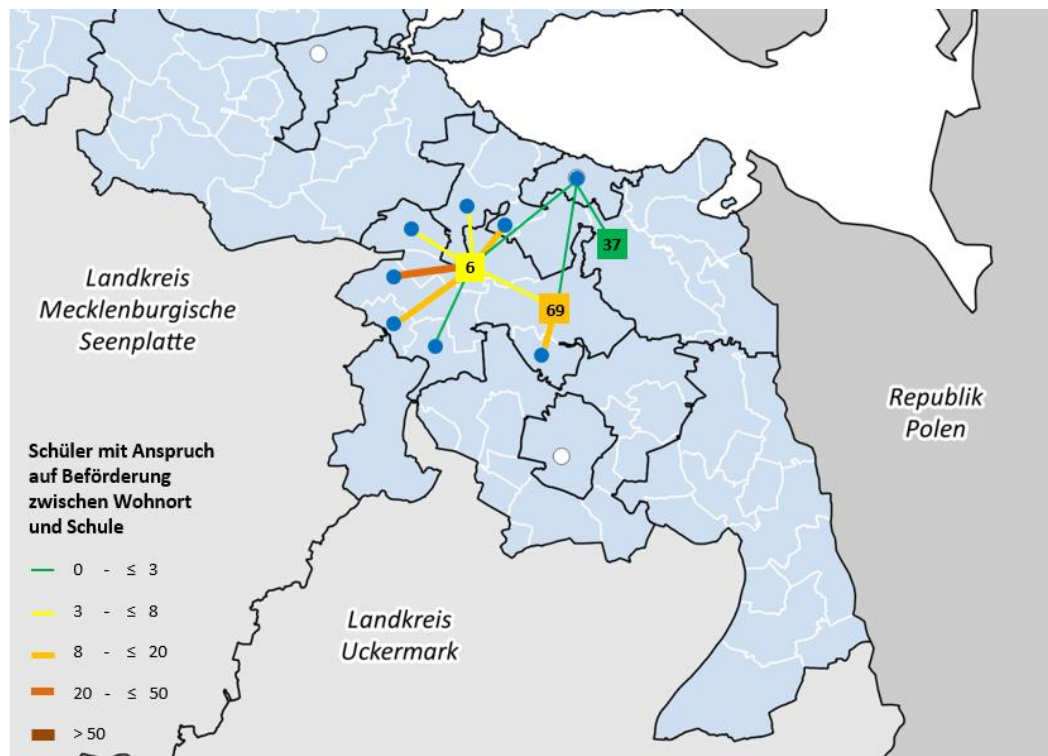 37
6
69
Landkreis
Mecklenburgische
Seenplatte
Republik
Polen
Schüler mit Anspruch
auf Beförderung
zwischen Wohnort
und Schule
0 - ≤ 3
3 - ≤ 8
8 - ≤ 20
20 - ≤ 50
> 50
Landkreis
Uckermark